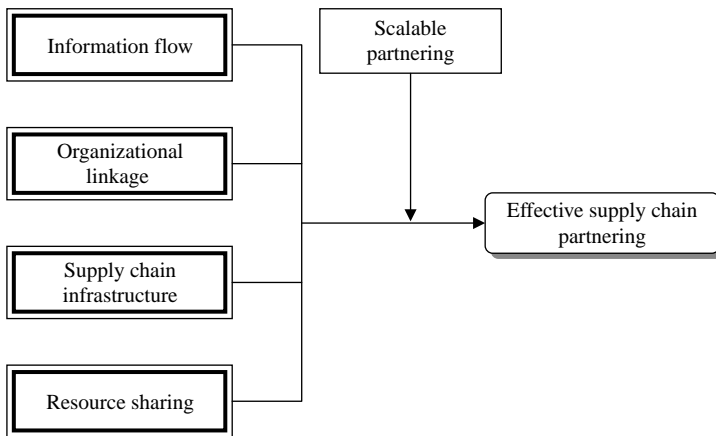 Information flow
Scalable
partnering
Organizational
linkage
Effective supply chain
partnering
Supply chain
infrastructure
Resource sharing